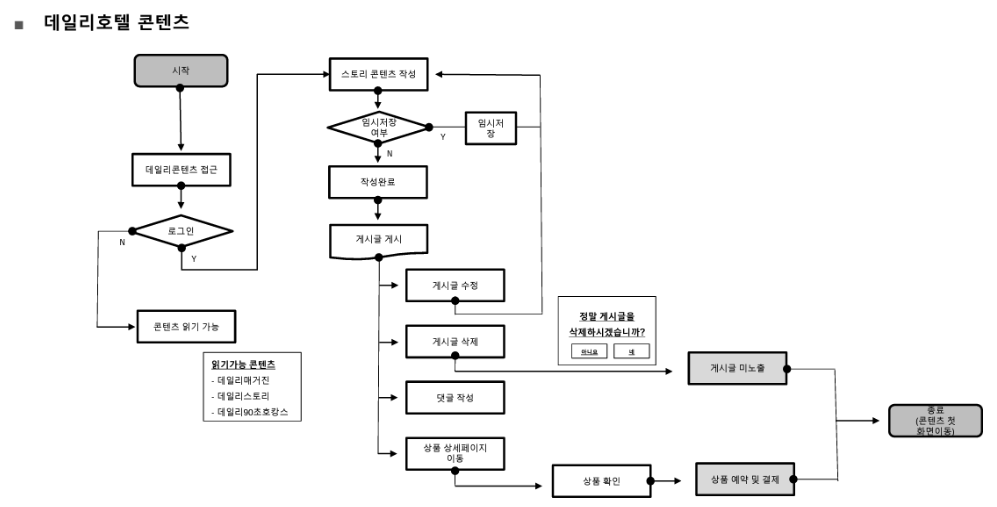 ■ 데일리호텔 콘텐츠
시작
데일리콘텐츠 접근
로그인
N
Y
콘텐츠 읽기 가능
읽기가능 콘텐츠
- 데일리매거진
- 데일리스토리
- 데일리90초호캉스
스토리 콘텐츠 작성
임시저장
여부
Y
N
임시저
장
작성완료
게시글 게시
게시글 수정
게시글 삭제
댓글 작성
상품 상세페이지
이동
정말 게시글을
삭제하시겠습니까?
아니요
네
게시글 미노출
상품 확인
상품 예약 및 결제
종료
(콘텐츠 첫
화면이동)